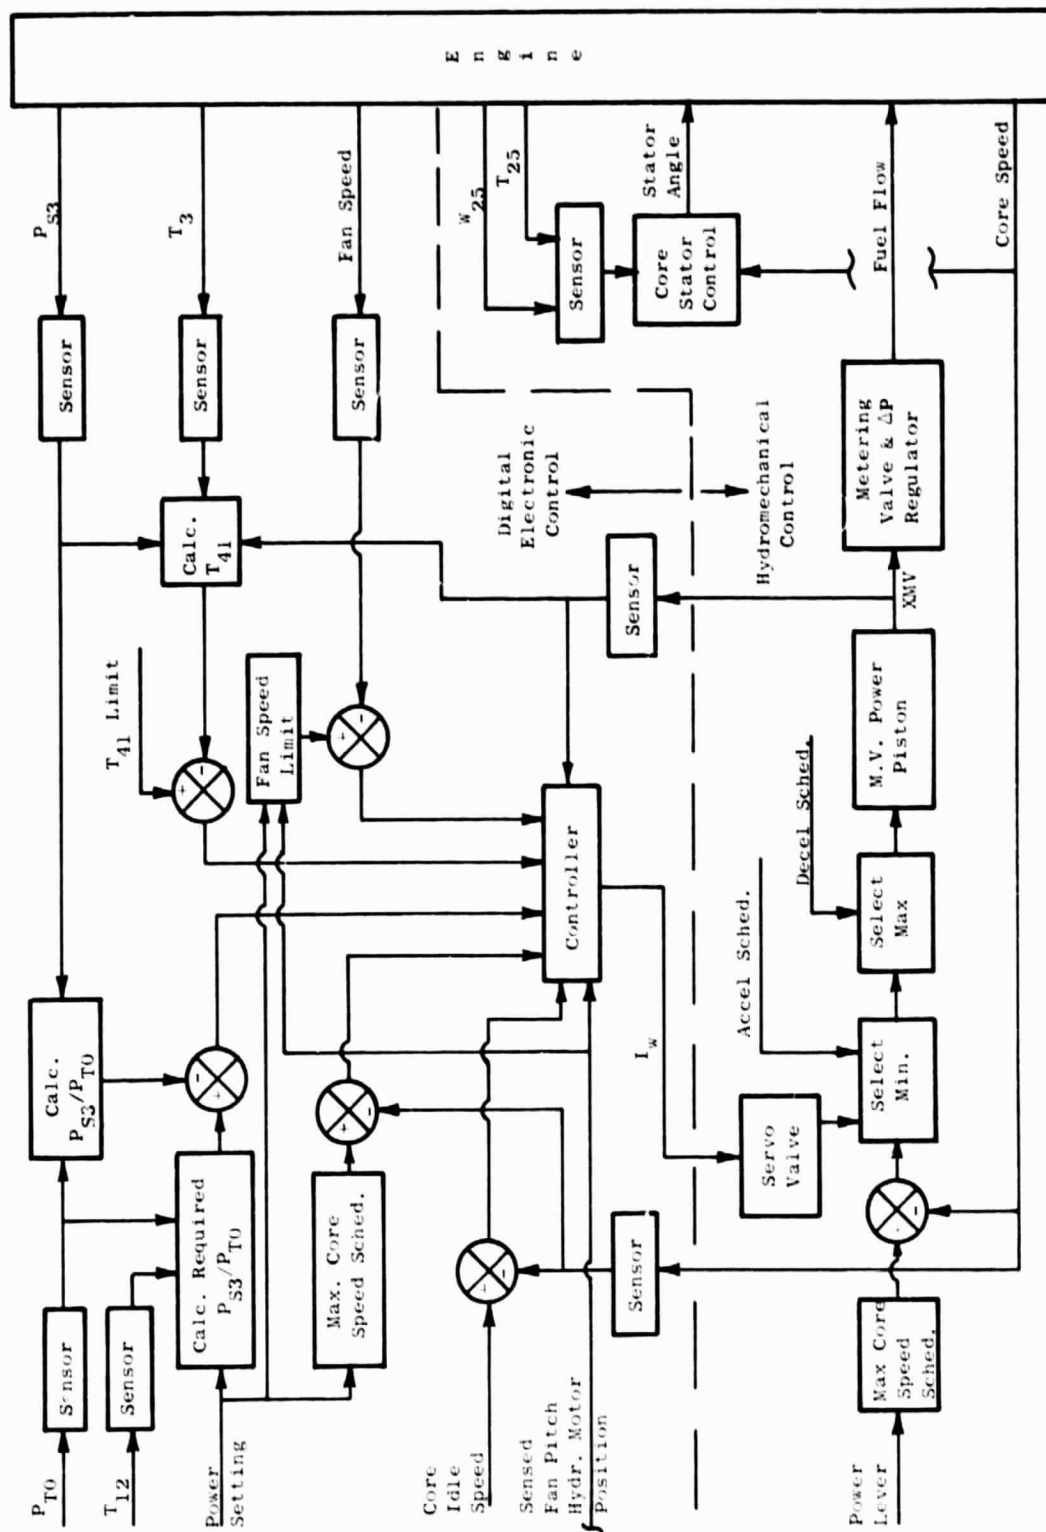 Engine
P_S3
T_3
Fan Speed
W_25
T_25
Stator
Angle
Fuel Flow
Core Speed
Sensor
Sensor
Sensor
Sensor
Core
Stator
Control
Calc.
T_41
Digital
Electronic
Control
Hydromechanical
Control
Metering
Valve & ΔP
Regulator
Sensor
XMV
T_41 Limit
+
-
Fan Speed
Limit
+
-
M.V. Power
Piston
Decel Sched.
Controller
Select
Max
Accel Sched.
Calc.
P_S3/P_T0
-
+
+
-
I_w
Select
Min.
Servo
Valve
Calc. Required
P_S3/P_T0
Max. Core
Speed Sched.
+
-
Sensor
+
-
Sensor
Sensor
Max Core
Speed
Sched.
P_T0
T_12
Power
Setting
Core
Idle
Speed
Sensed
Fan Pitch
Hydr. Motor
Position
Power
Lever